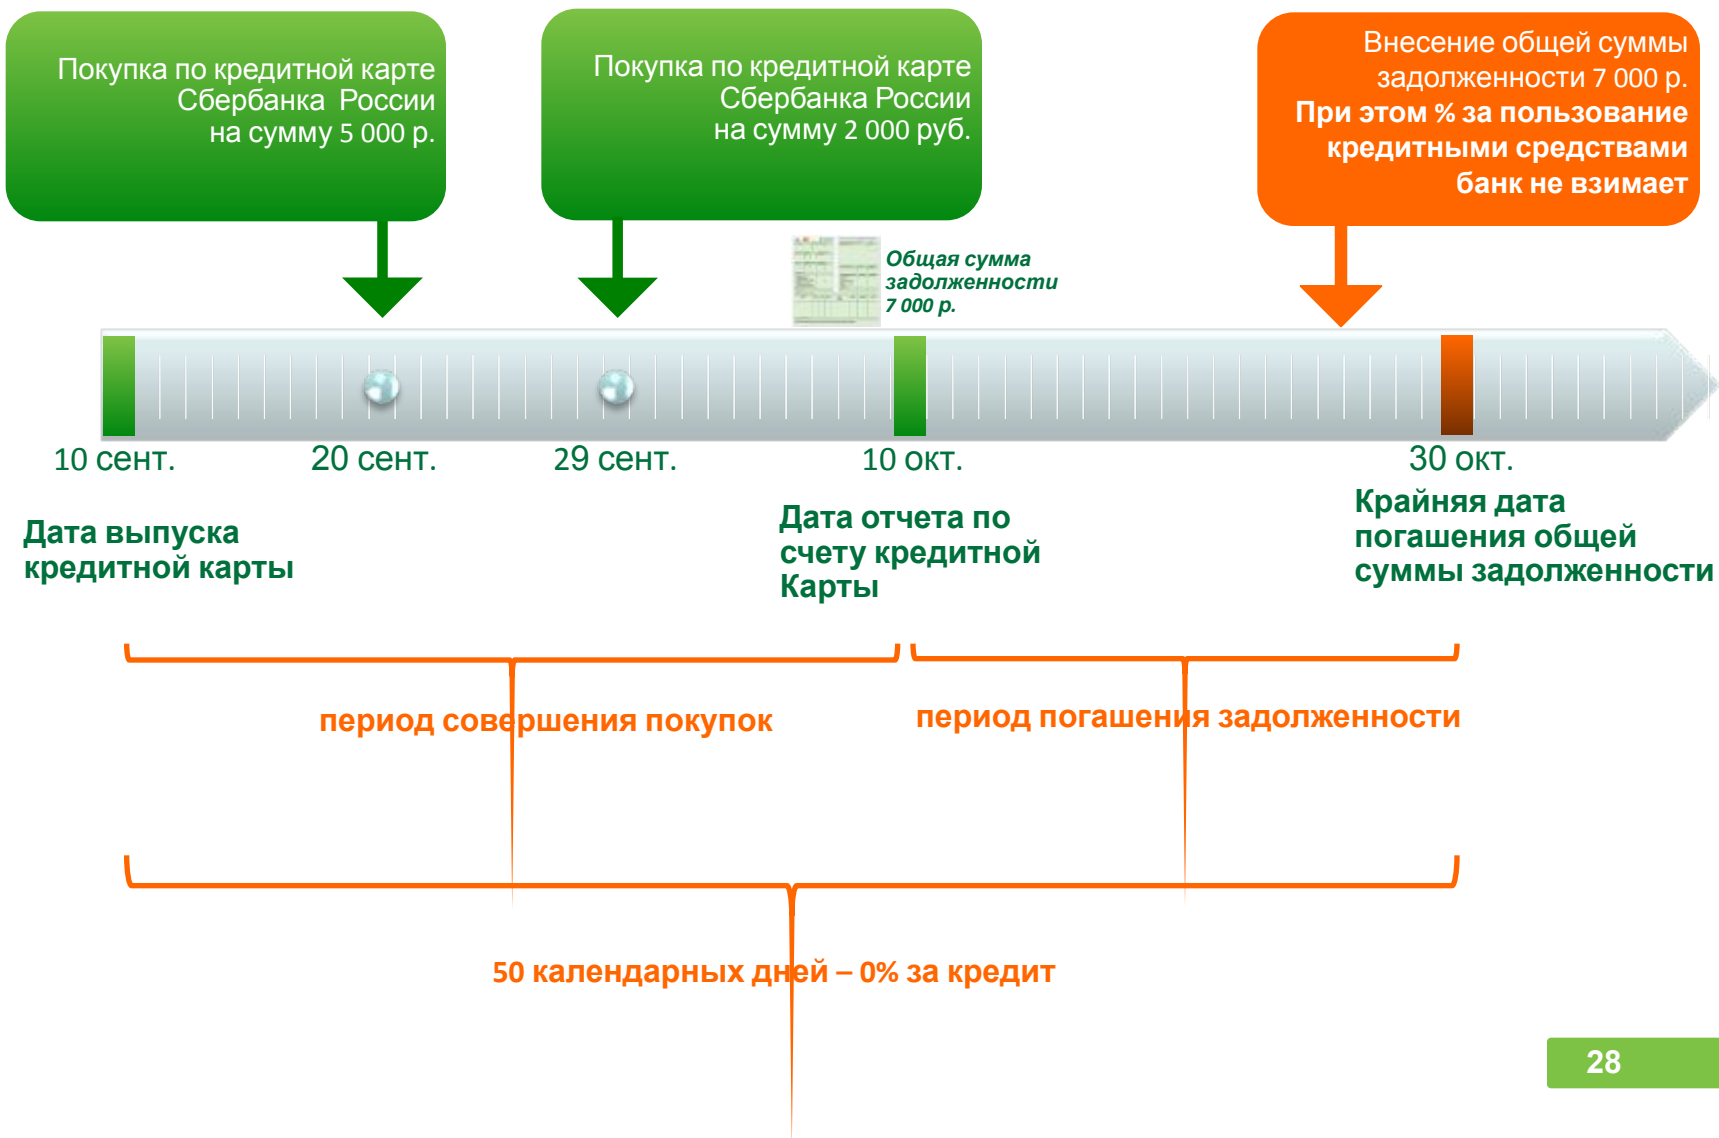 Покупка по кредитной карте
Сбербанка России
на сумму 5 000 р.
Покупка по кредитной карте
Сбербанка России
на сумму 2 000 руб.
Внесение общей суммы
задолженности 7 000 р.
При этом % за пользование
кредитными средствами
банк не взимает
Общая сумма
задолженности
7 000 р.
10 сент.
20 сент.
29 сент.
10 окт.
30 окт.
Дата выпуска
кредитной карты
Дата отчета по
счету кредитной
Карты
Крайняя дата
погашения общей
суммы задолженности
период совершения покупок
период погашения задолженности
50 календарных дней – 0% за кредит
28